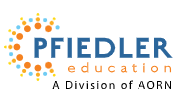 PFIEDLER
education
A Division of AORN